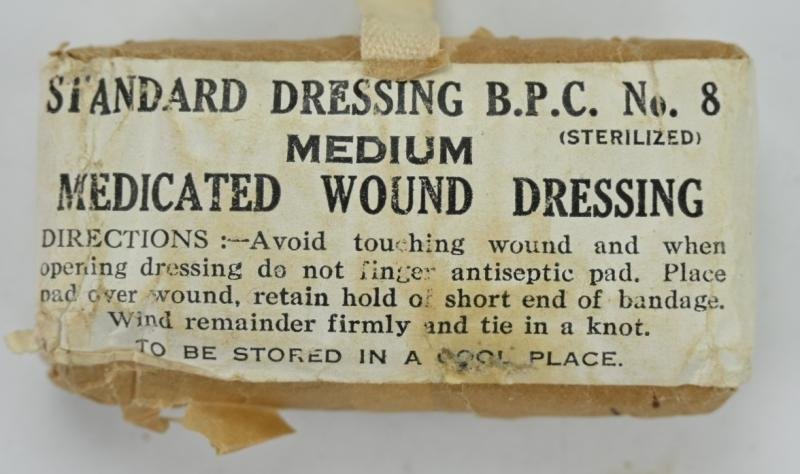 STANDARD DRESSING B.P.C. No. 8
(STERILIZED)
MEDIUM
MEDICATED WOUND DRESSING
DIRECTIONS :—Avoid touching wound and when
opening dressing do not finger antiseptic pad. Place
pad over wound, retain hold of short end of bandage.
Wind remainder firmly and tie in a knot.
TO BE STORED IN A COOL PLACE.